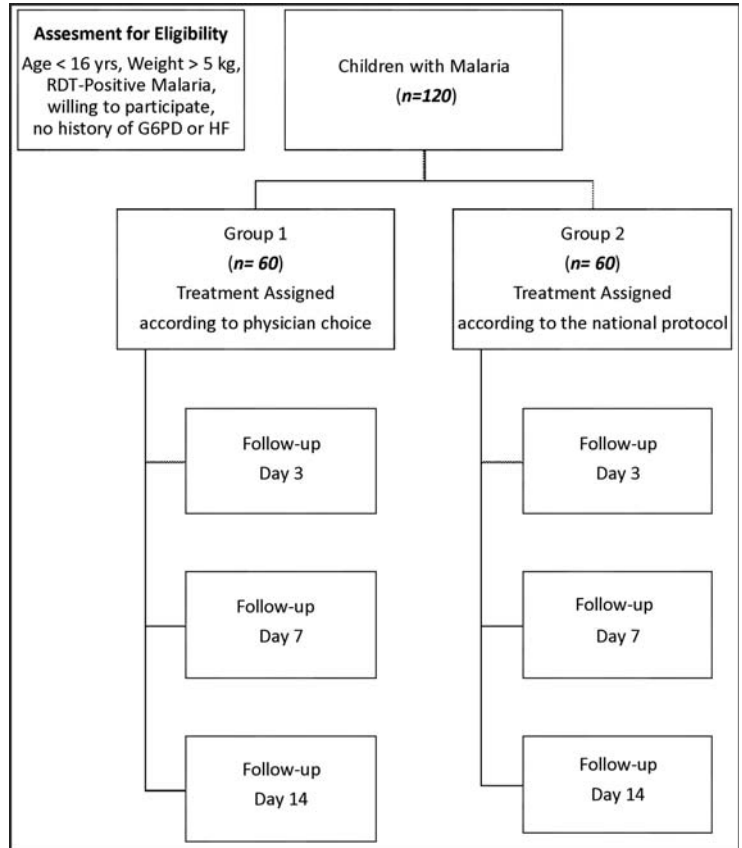 Assesment for Eligibility
Age < 16 yrs, Weight > 5 kg,
RDT-Positive Malaria,
willing to participate,
no history of G6PD or HF
Children with Malaria
(n=120)
Group 1
(n= 60)
Treatment Assigned
according to physician choice
Group 2
(n= 60)
Treatment Assigned
according to the national protocol
Follow-up
Day 3
Follow-up
Day 7
Follow-up
Day 14
Follow-up
Day 3
Follow-up
Day 7
Follow-up
Day 14